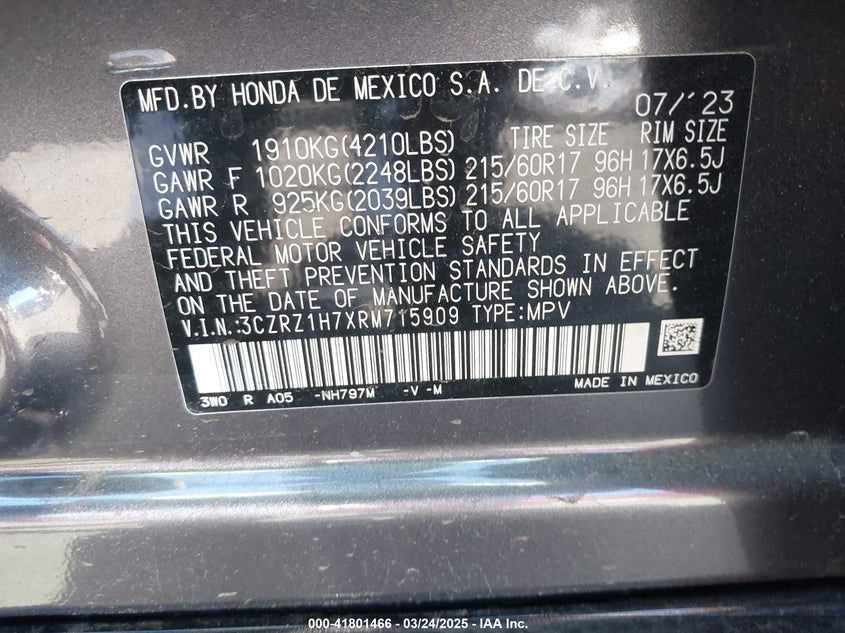 MFD.BY HONDA DE MEXICO S.A. DE C.V.
07/'23
GVWR 1910KG(4210LBS) TIRE SIZE RIM SIZE
GAWR F 1020KG(2248LBS) 215/60R17 96H 17X6.5J
GAWR R 925KG(2039LBS) 215/60R17 96H 17X6.5J
THIS VEHICLE CONFORMS TO ALL APPLICABLE
FEDERAL MOTOR VEHICLE SAFETY
AND THEFT PREVENTION STANDARDS IN EFFECT
ON THE DATE OF MANUFACTURE SHOWN ABOVE.
V.I.N:3CZRZ1H7XRM715909 TYPE:MPV
3W0 R A05 -NH797M -V -M
MADE IN MEXICO
000-41801466 - 03/24/2025 - IAA Inc.